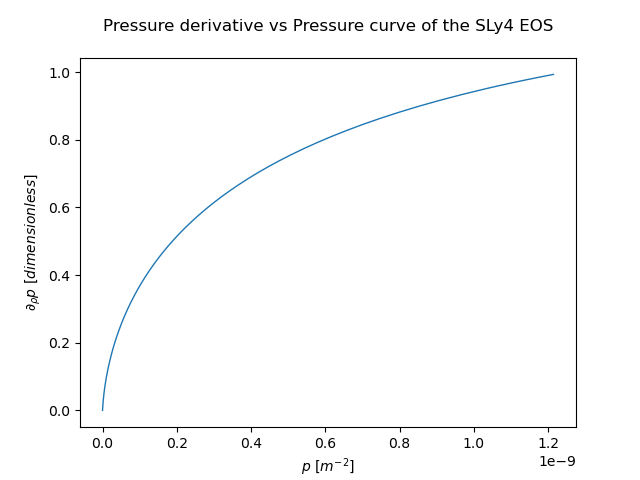 Pressure derivative vs Pressure curve of the SLy4 EOS
1.0
0.8
0.6
0.4
0.2
0.0
∂ρp [dimensionless]
0.0 0.2 0.4 0.6 0.8 1.0 1.2
1e−9
p [m⁻²]